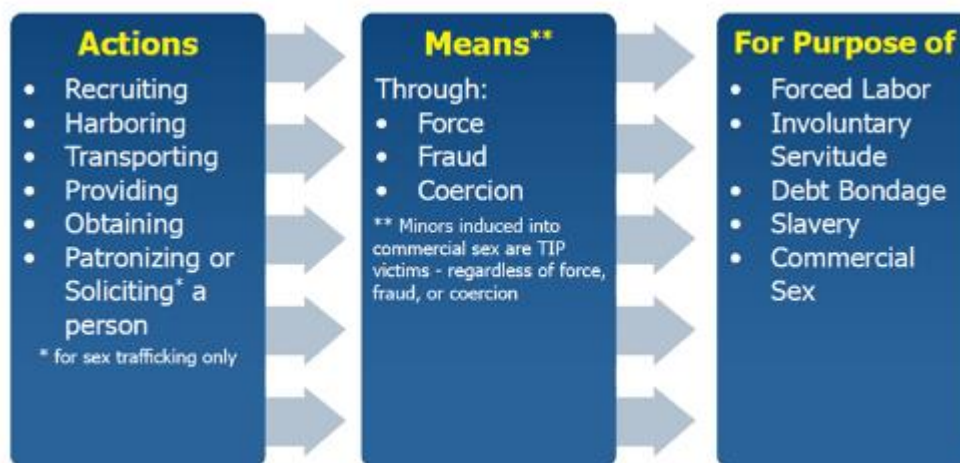 Actions
• Recruiting
• Harboring
• Transporting
• Providing
• Obtaining
• Patronizing or
Soliciting* a
person
* for sex trafficking only
Means**
Through:
• Force
• Fraud
• Coercion
** Minors induced into
commercial sex are TIP
victims - regardless of force,
fraud, or coercion
For Purpose of
• Forced Labor
• Involuntary
Servitude
• Debt Bondage
• Slavery
• Commercial
Sex